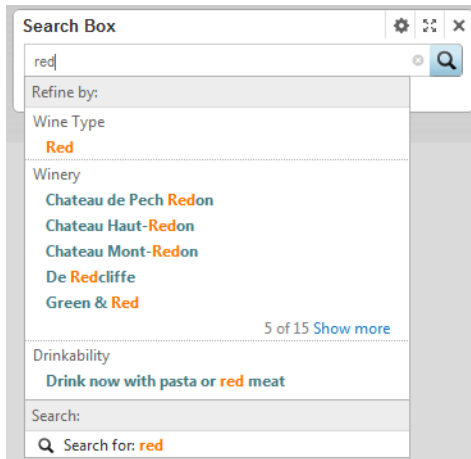 Search Box
red
Refine by:
Wine Type
Red
Winery
Chateau de Pech Redon
Chateau Haut-Redon
Chateau Mont-Redon
De Redcliffe
Green & Red
5 of 15 Show more
Drinkability
Drink now with pasta or red meat
Search:
Search for: red